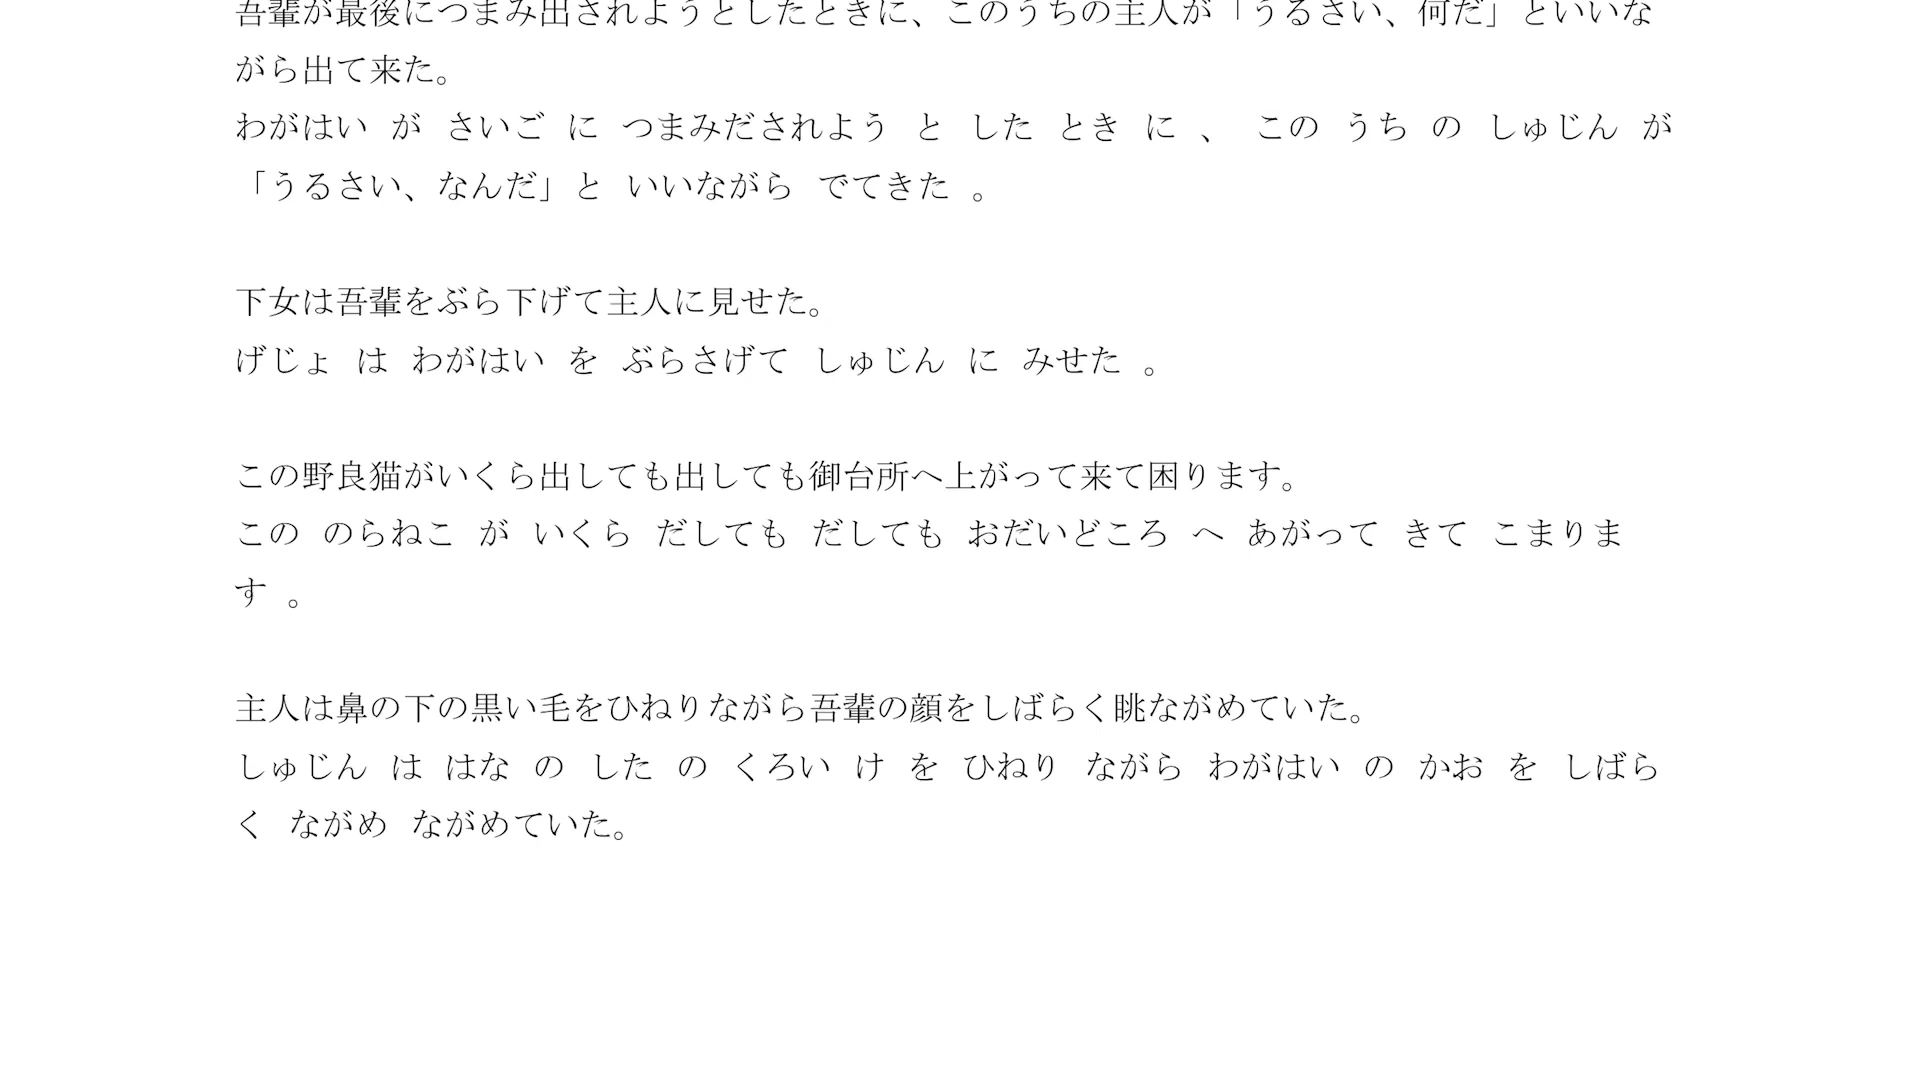 吾輩が最後につまみ出されようとしたときに、このうちの主人が「うるさい、何だ」といいな
がら出て来た。
わがはい が さいご に つまみだされよう と した とき に 、 この うち の しゅじん が
「うるさい、なんだ」と いいながら でてきた 。
下女は吾輩をぶら下げて主人に見せた。
げじょ は わがはい を ぶらさげて しゅじん に みせた 。
この野良猫がいくら出しても出しても御台所へ上がって来て困ります。
この のらねこ が いくら だしても だしても おだいどころ へ あがって きて こまりま
す 。
主人は鼻の下の黒い毛をひねりながら吾輩の顔をしばらく眺ながめていた。
しゅじん は はな の した の くろい け を ひねり ながら わがはい の かお を しばら
く ながめ ながめていた。